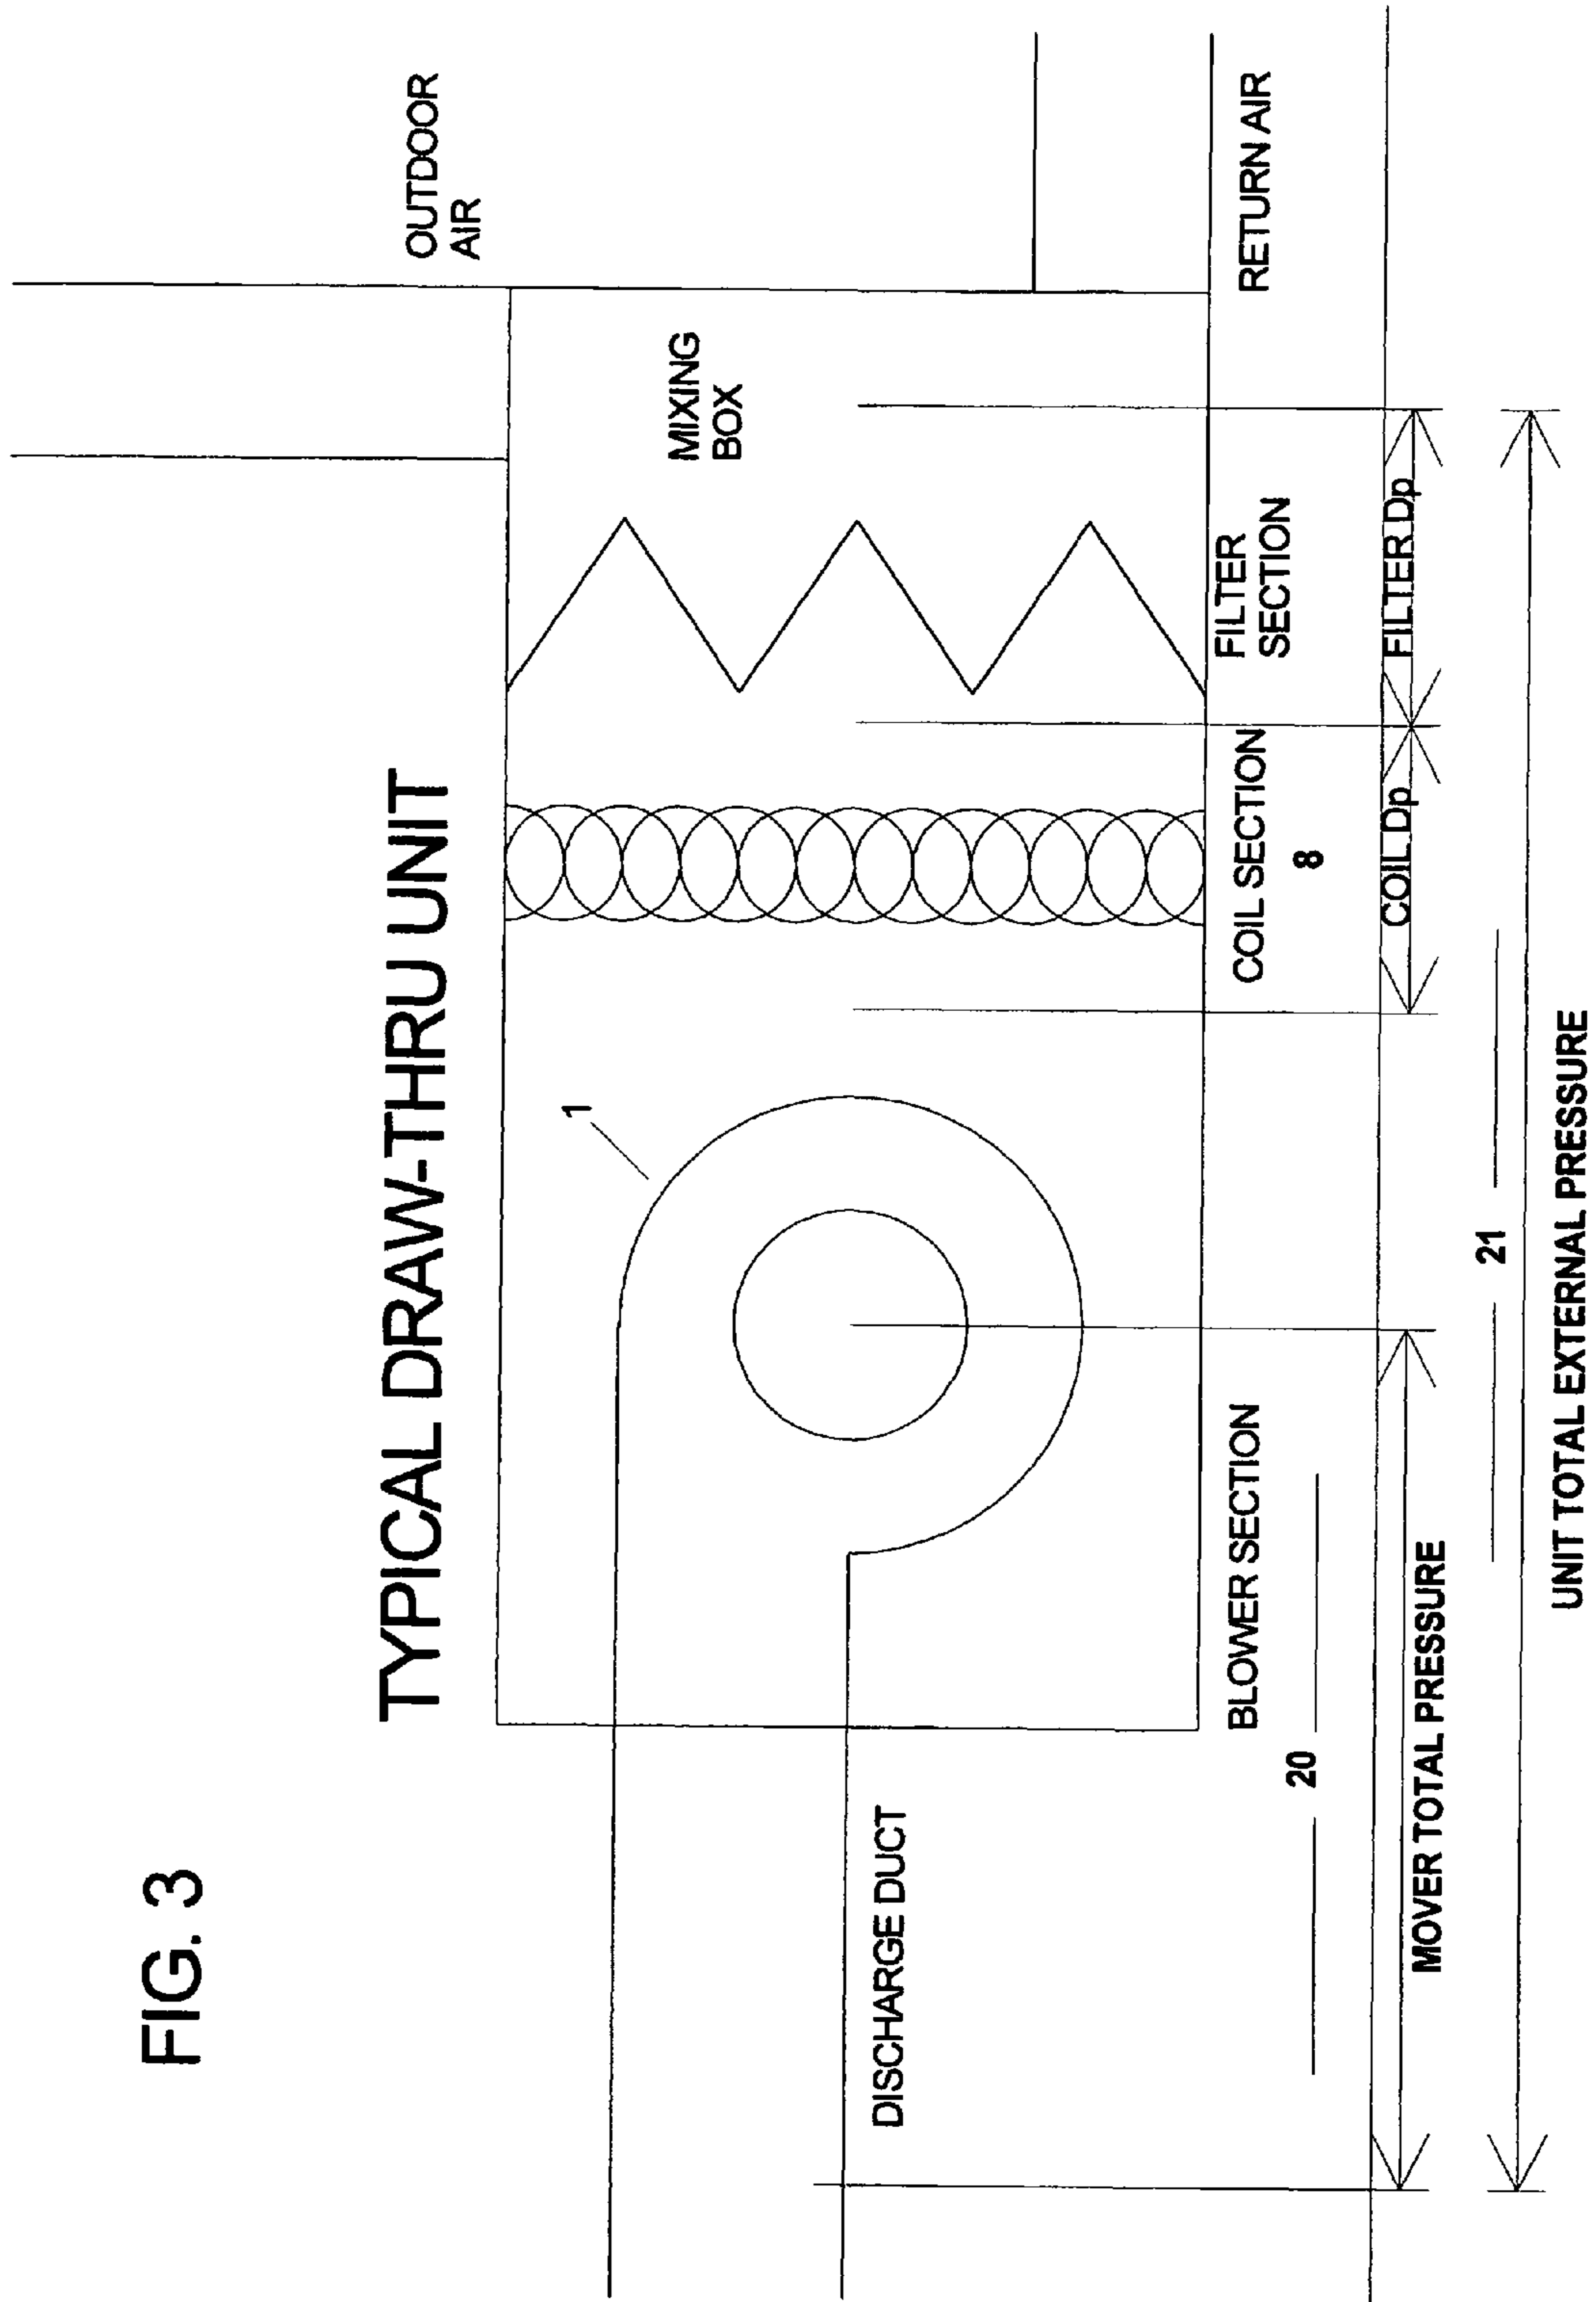 FIG. 3
TYPICAL DRAW-THRU UNIT
OUTDOOR
AIR
1
MIXING
BOX
DISCHARGE DUCT
BLOWER SECTION
COIL SECTION
FILTER
SECTION
RETURN AIR
20
8
MOVER TOTAL PRESSURE
COIL Dp
FILTER Dp
21
UNIT TOTAL EXTERNAL PRESSURE